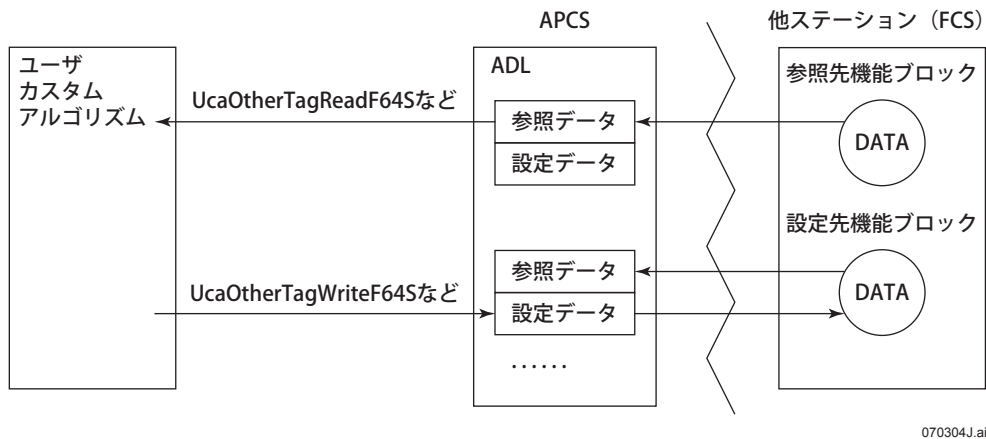 APCS
他ステーション（FCS）
ユーザ
カスタム
アルゴリズム
UcaOtherTagReadF64Sなど
ADL
参照データ
設定データ
参照先機能ブロック
DATA
設定先機能ブロック
UcaOtherTagWriteF64Sなど
参照データ
設定データ
DATA
······
070304J.ai